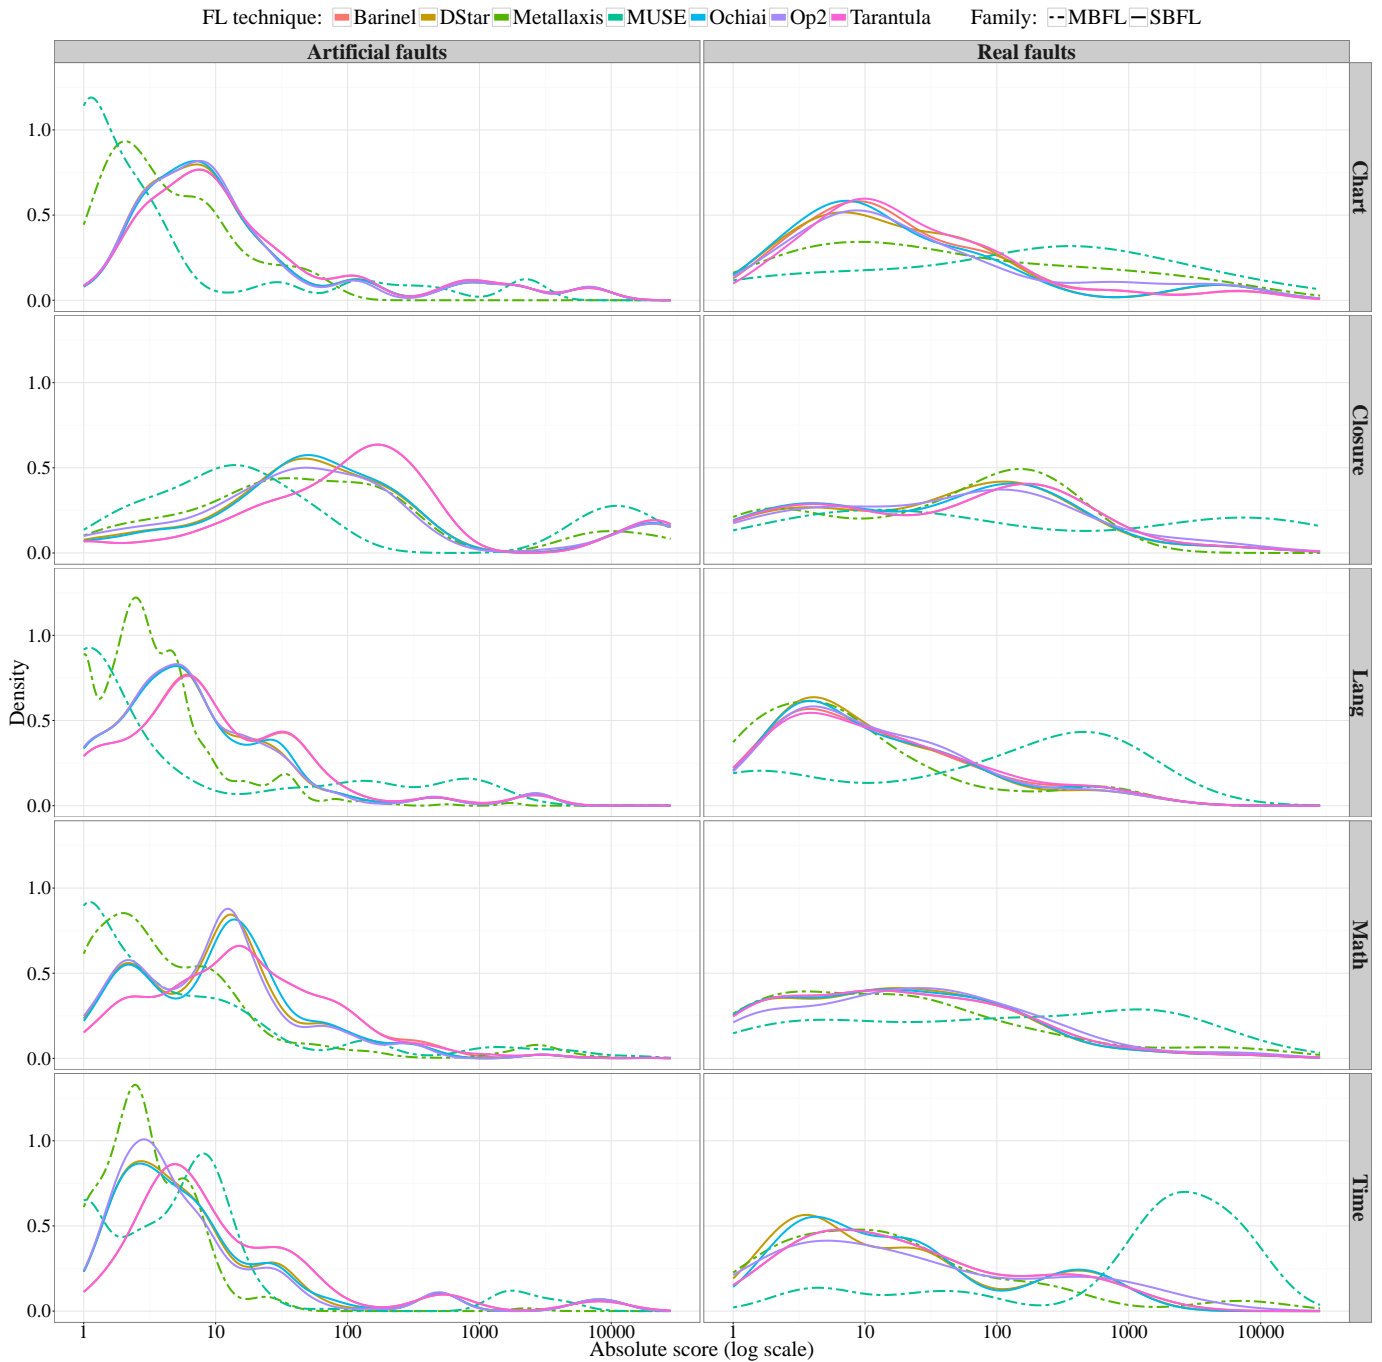 FL technique: Barinel DStar Metallaxis MUSE Ochiai Op2 Tarantula Family: MBFL SBFL
Artificial faults Real faults
1.0
0.5
0.0
Chart
1.0
0.5
0.0
Closure
Density
1.0
0.5
0.0
Lang
1.0
0.5
0.0
Math
1.0
0.5
0.0
Time
1 10 100 1000 10000 1 10 100 1000 10000
Absolute score (log scale)